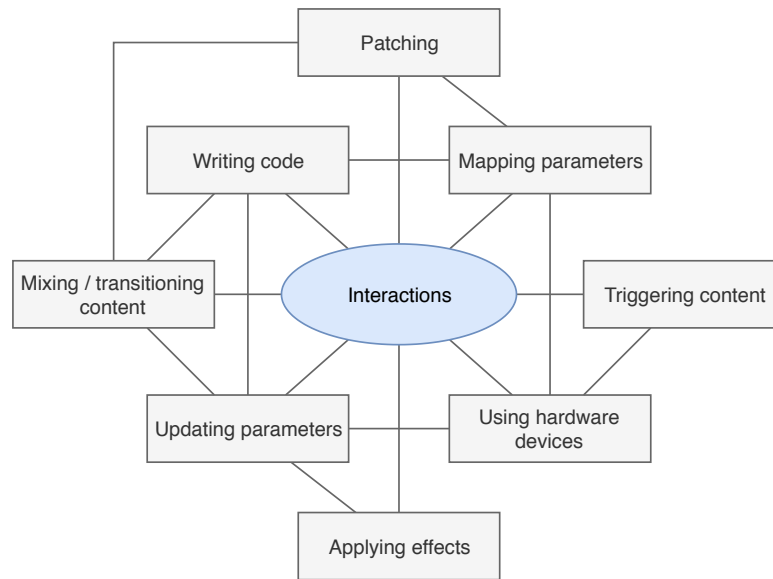 Patching
Writing code
Mapping parameters
Mixing / transitioning
content
Interactions
Triggering content
Updating parameters
Using hardware
devices
Applying effects